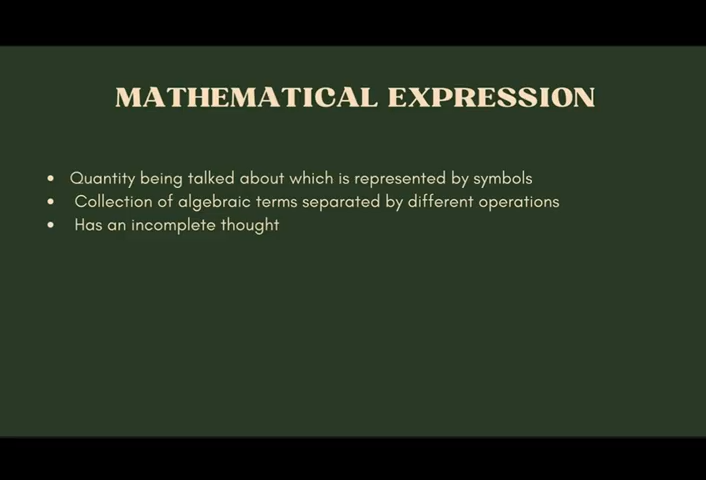 MATHEMATICAL EXPRESSION
• Quantity being talked about which is represented by symbols
• Collection of algebraic terms separated by different operations
• Has an incomplete thought